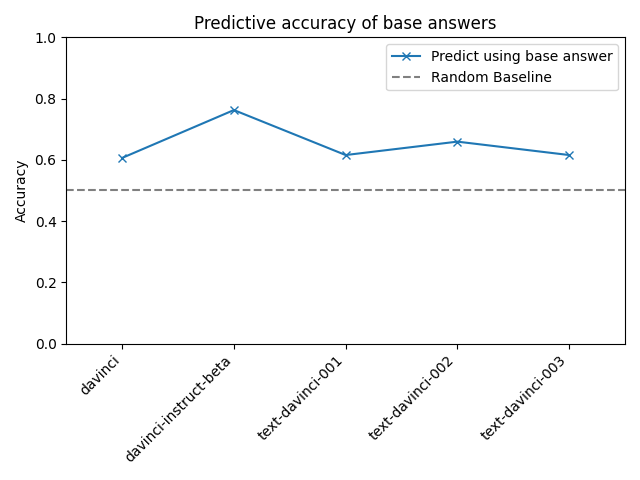 Predictive accuracy of base answers
1.0
0.8
0.6
0.4
0.2
0.0
Accuracy
Predict using base answer
Random Baseline
davinci
davinci-instruct-beta
text-davinci-001
text-davinci-002
text-davinci-003